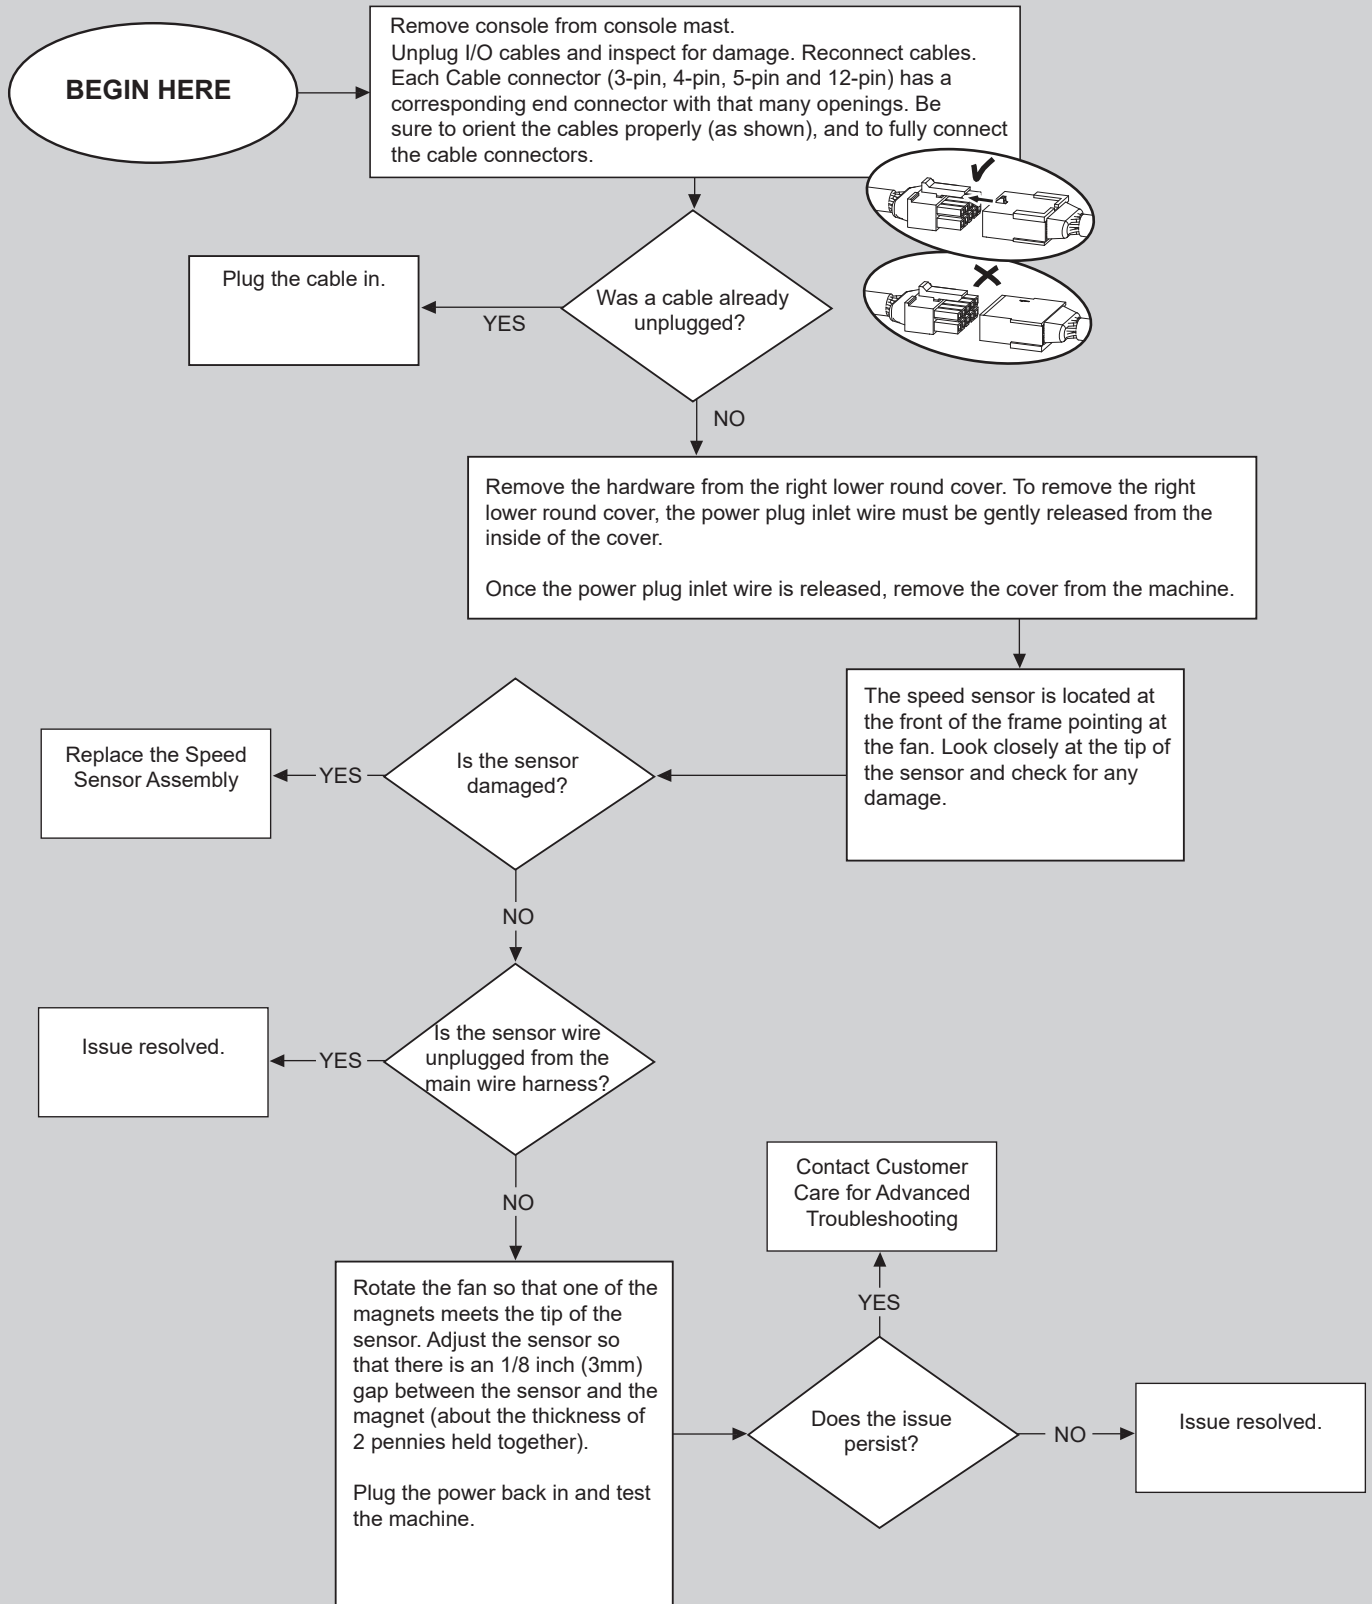 BEGIN HERE
Remove console from console mast.
Unplug I/O cables and inspect for damage. Reconnect cables.
Each Cable connector (3-pin, 4-pin, 5-pin and 12-pin) has a
corresponding end connector with that many openings. Be
sure to orient the cables properly (as shown), and to fully connect
the cable connectors.
Was a cable already
unplugged?
YES
Plug the cable in.
NO
Remove the hardware from the right lower round cover. To remove the right
lower round cover, the power plug inlet wire must be gently released from the
inside of the cover.
Once the power plug inlet wire is released, remove the cover from the machine.
The speed sensor is located at
the front of the frame pointing at
the fan. Look closely at the tip of
the sensor and check for any
damage.
Is the sensor
damaged?
YES
Replace the Speed
Sensor Assembly
NO
Is the sensor wire
unplugged from the
main wire harness?
YES
Issue resolved.
NO
Rotate the fan so that one of the
magnets meets the tip of the
sensor. Adjust the sensor so
that there is an 1/8 inch (3mm)
gap between the sensor and the
magnet (about the thickness of
2 pennies held together).
Plug the power back in and test
the machine.
Does the issue
persist?
YES
Contact Customer
Care for Advanced
Troubleshooting
NO
Issue resolved.